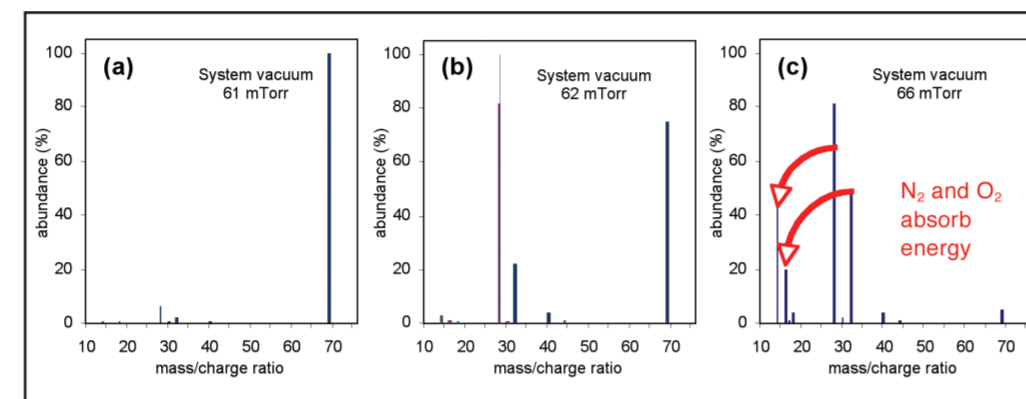 (a)
System vacuum
61 mTorr
abundance (%)
100
80
60
40
20
0
10 20 30 40 50 60 70
mass/charge ratio
(b)
System vacuum
62 mTorr
abundance (%)
100
80
60
40
20
0
10 20 30 40 50 60 70
mass/charge ratio
(c)
System vacuum
66 mTorr
N₂ and O₂
absorb
energy
abundance (%)
100
80
60
40
20
0
10 20 30 40 50 60 70
mass/charge ratio